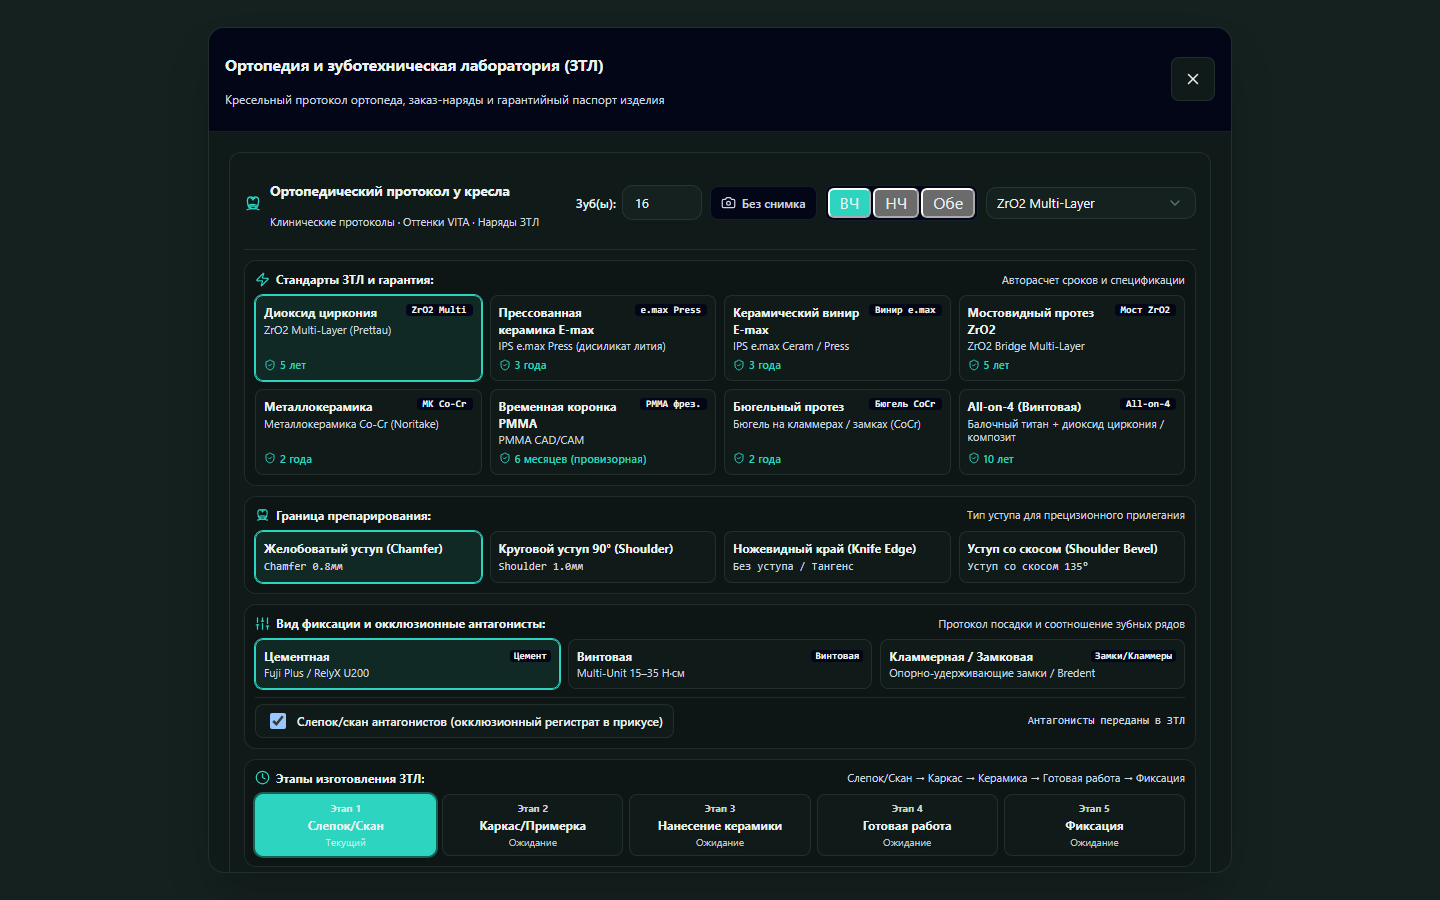 Ортопедия и зуботехническая лаборатория (ЗТЛ)
Кресельный протокол ортопеда, заказ-наряды и гарантийный паспорт изделия
Ортопедический протокол у кресла
Клинические протоколы · Оттенки VITA · Наряды ЗТЛ
Зуб(ы):
16
Без снимка
ВЧ
НЧ
Обе
ZrO2 Multi-Layer
Стандарты ЗТЛ и гарантия:
Авторасчет сроков и спецификации
Диоксид циркония
ZrO2 Multi
ZrO2 Multi-Layer (Prettau)
5 лет
Прессованная
керамика E-max
e.max Press
IPS e.max Press (дисиликат лития)
3 года
Керамический винир
E-max
Винир e.max
IPS e.max Ceram / Press
3 года
Мостовидный протез
ZrO2
Мост ZrO2
ZrO2 Bridge Multi-Layer
5 лет
Металлокерамика
МК Co-Cr
Металлокерамика Co-Cr (Noritake)
2 года
Временная коронка
PMMA
PMMA фрез.
PMMA CAD/CAM
6 месяцев (провизорная)
Бюгельный протез
Бюгель CoCr
Бюгель на кламмерах / замках (CoCr)
2 года
All-on-4 (Винтовая)
All-on-4
Балочный титан + диоксид циркония /
композит
10 лет
Граница препарирования:
Тип уступа для прецизионного прилегания
Желобоватый уступ (Chamfer)
Chamfer 0.8мм
Круговой уступ 90° (Shoulder)
Shoulder 1.0мм
Ножевидный край (Knife Edge)
Без уступа / Тангенс
Уступ со скосом (Shoulder Bevel)
Уступ со скосом 135°
Вид фиксации и окклюзионные антагонисты:
Протокол посадки и соотношение зубных рядов
Цементная
Цемент
Fuji Plus / RelyX U200
Винтовая
Винтовая
Multi-Unit 15–35 Н·см
Кламмерная / Замковая
Замки/Кламмеры
Опорно-удерживающие замки / Bredent
Слепок/скан антагонистов (окклюзионный регистрат в прикусе)
Антагонисты переданы в ЗТЛ
Этапы изготовления ЗТЛ:
Слепок/Скан → Каркас → Керамика → Готовая работа → Фиксация
Этап 1
Слепок/Скан
Текущий
Этап 2
Каркас/Примерка
Ожидание
Этап 3
Нанесение керамики
Ожидание
Этап 4
Готовая работа
Ожидание
Этап 5
Фиксация
Ожидание